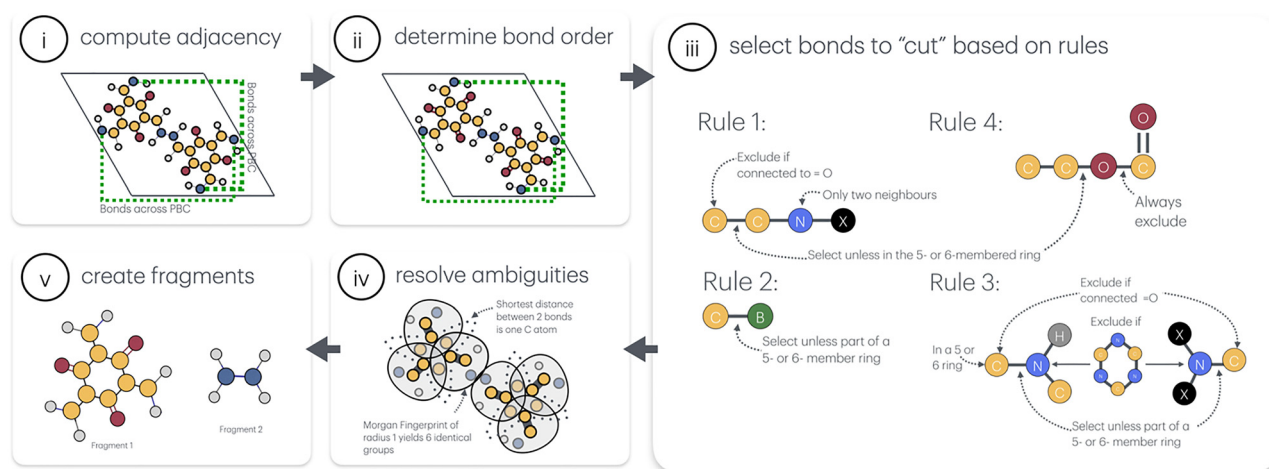 i
compute adjacency
Bonds across PBC
Bonds across PBC
ii
determine bond order
iii
select bonds to “cut” based on rules
Rule 1:
Exclude if
connected to = O
Only two neighbours
C
C
N
X
Select unless in the 5- or 6-membered ring
Rule 4:
O
C
C
O
C
Always
exclude
Rule 2:
C
B
Select unless part of a
5- or 6- member ring
Rule 3:
Exclude if
connected =O
In a 5 or
6 ring
C
N
H
C
Exclude if
N
C
C
N
N
C
X
N
C
X
Select unless part of a
5- or 6- member ring
iv
resolve ambiguities
Shortest distance
between 2 bonds
is one C atom
Morgan Fingerprint of
radius 1 yields 6 identical
groups
v
create fragments
Fragment 1
Fragment 2